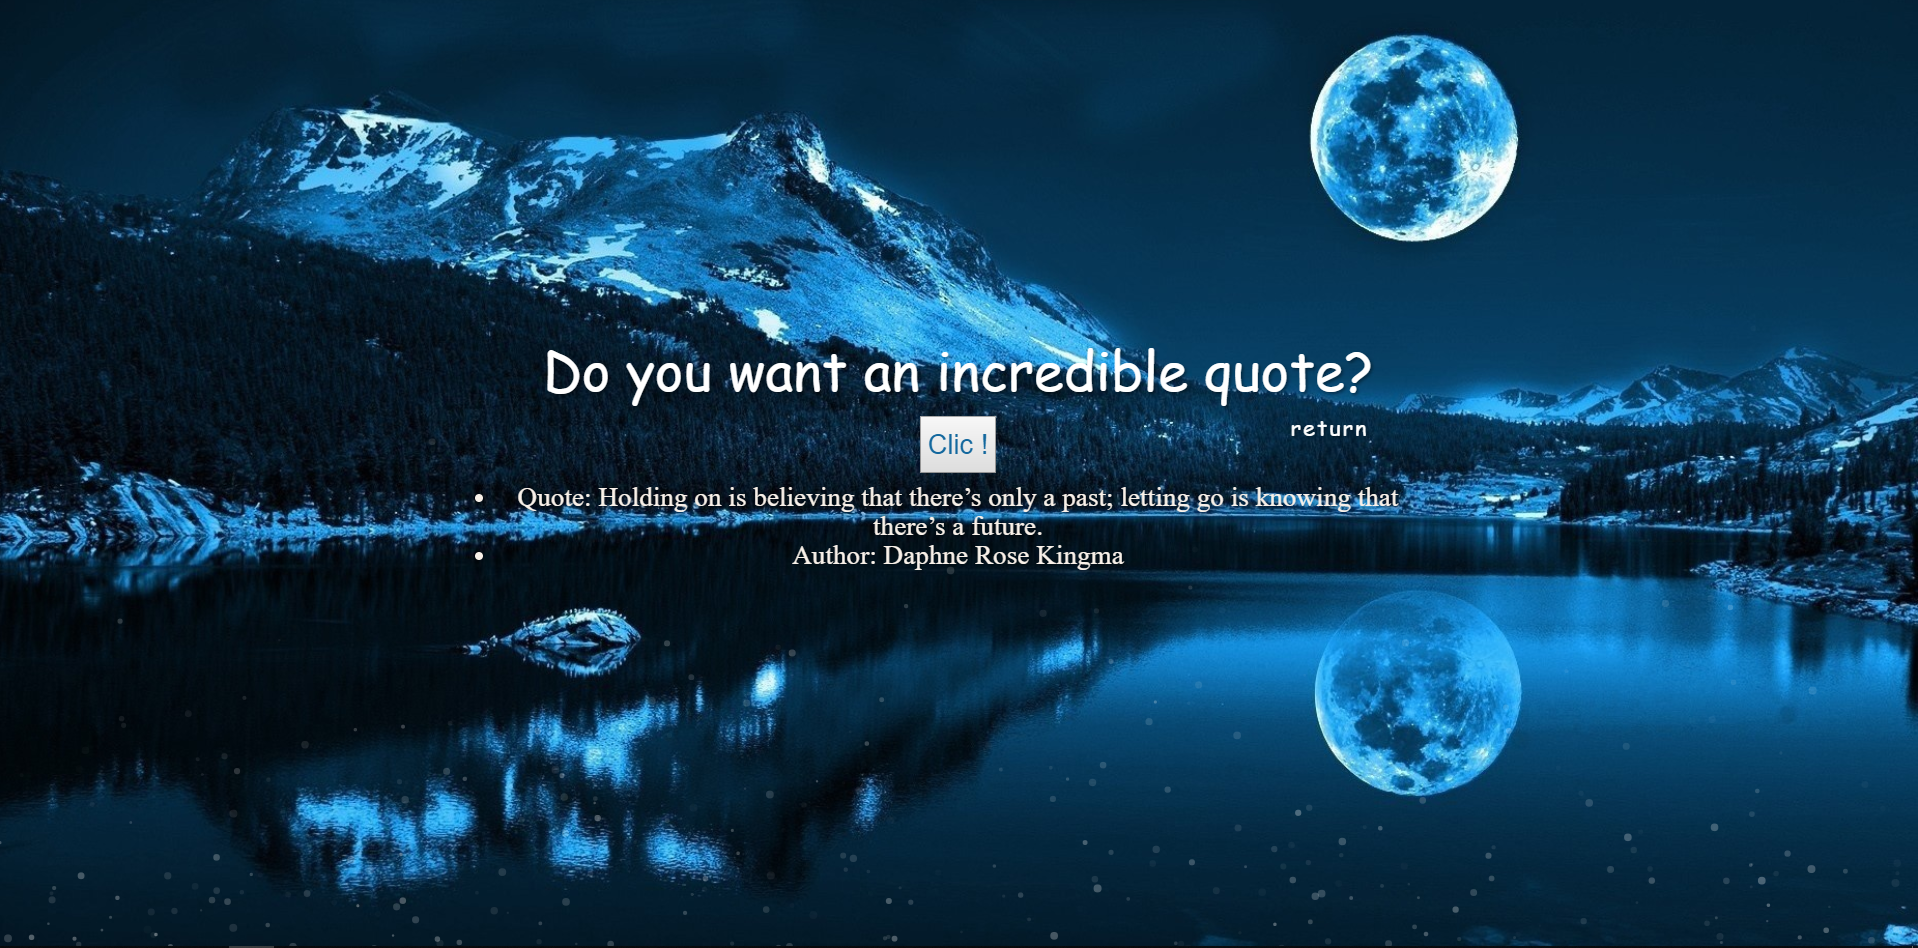 Do you want an incredible quote?
Clic !
return
• Quote: Holding on is believing that there’s only a past; letting go is knowing that
there’s a future.
• Author: Daphne Rose Kingma